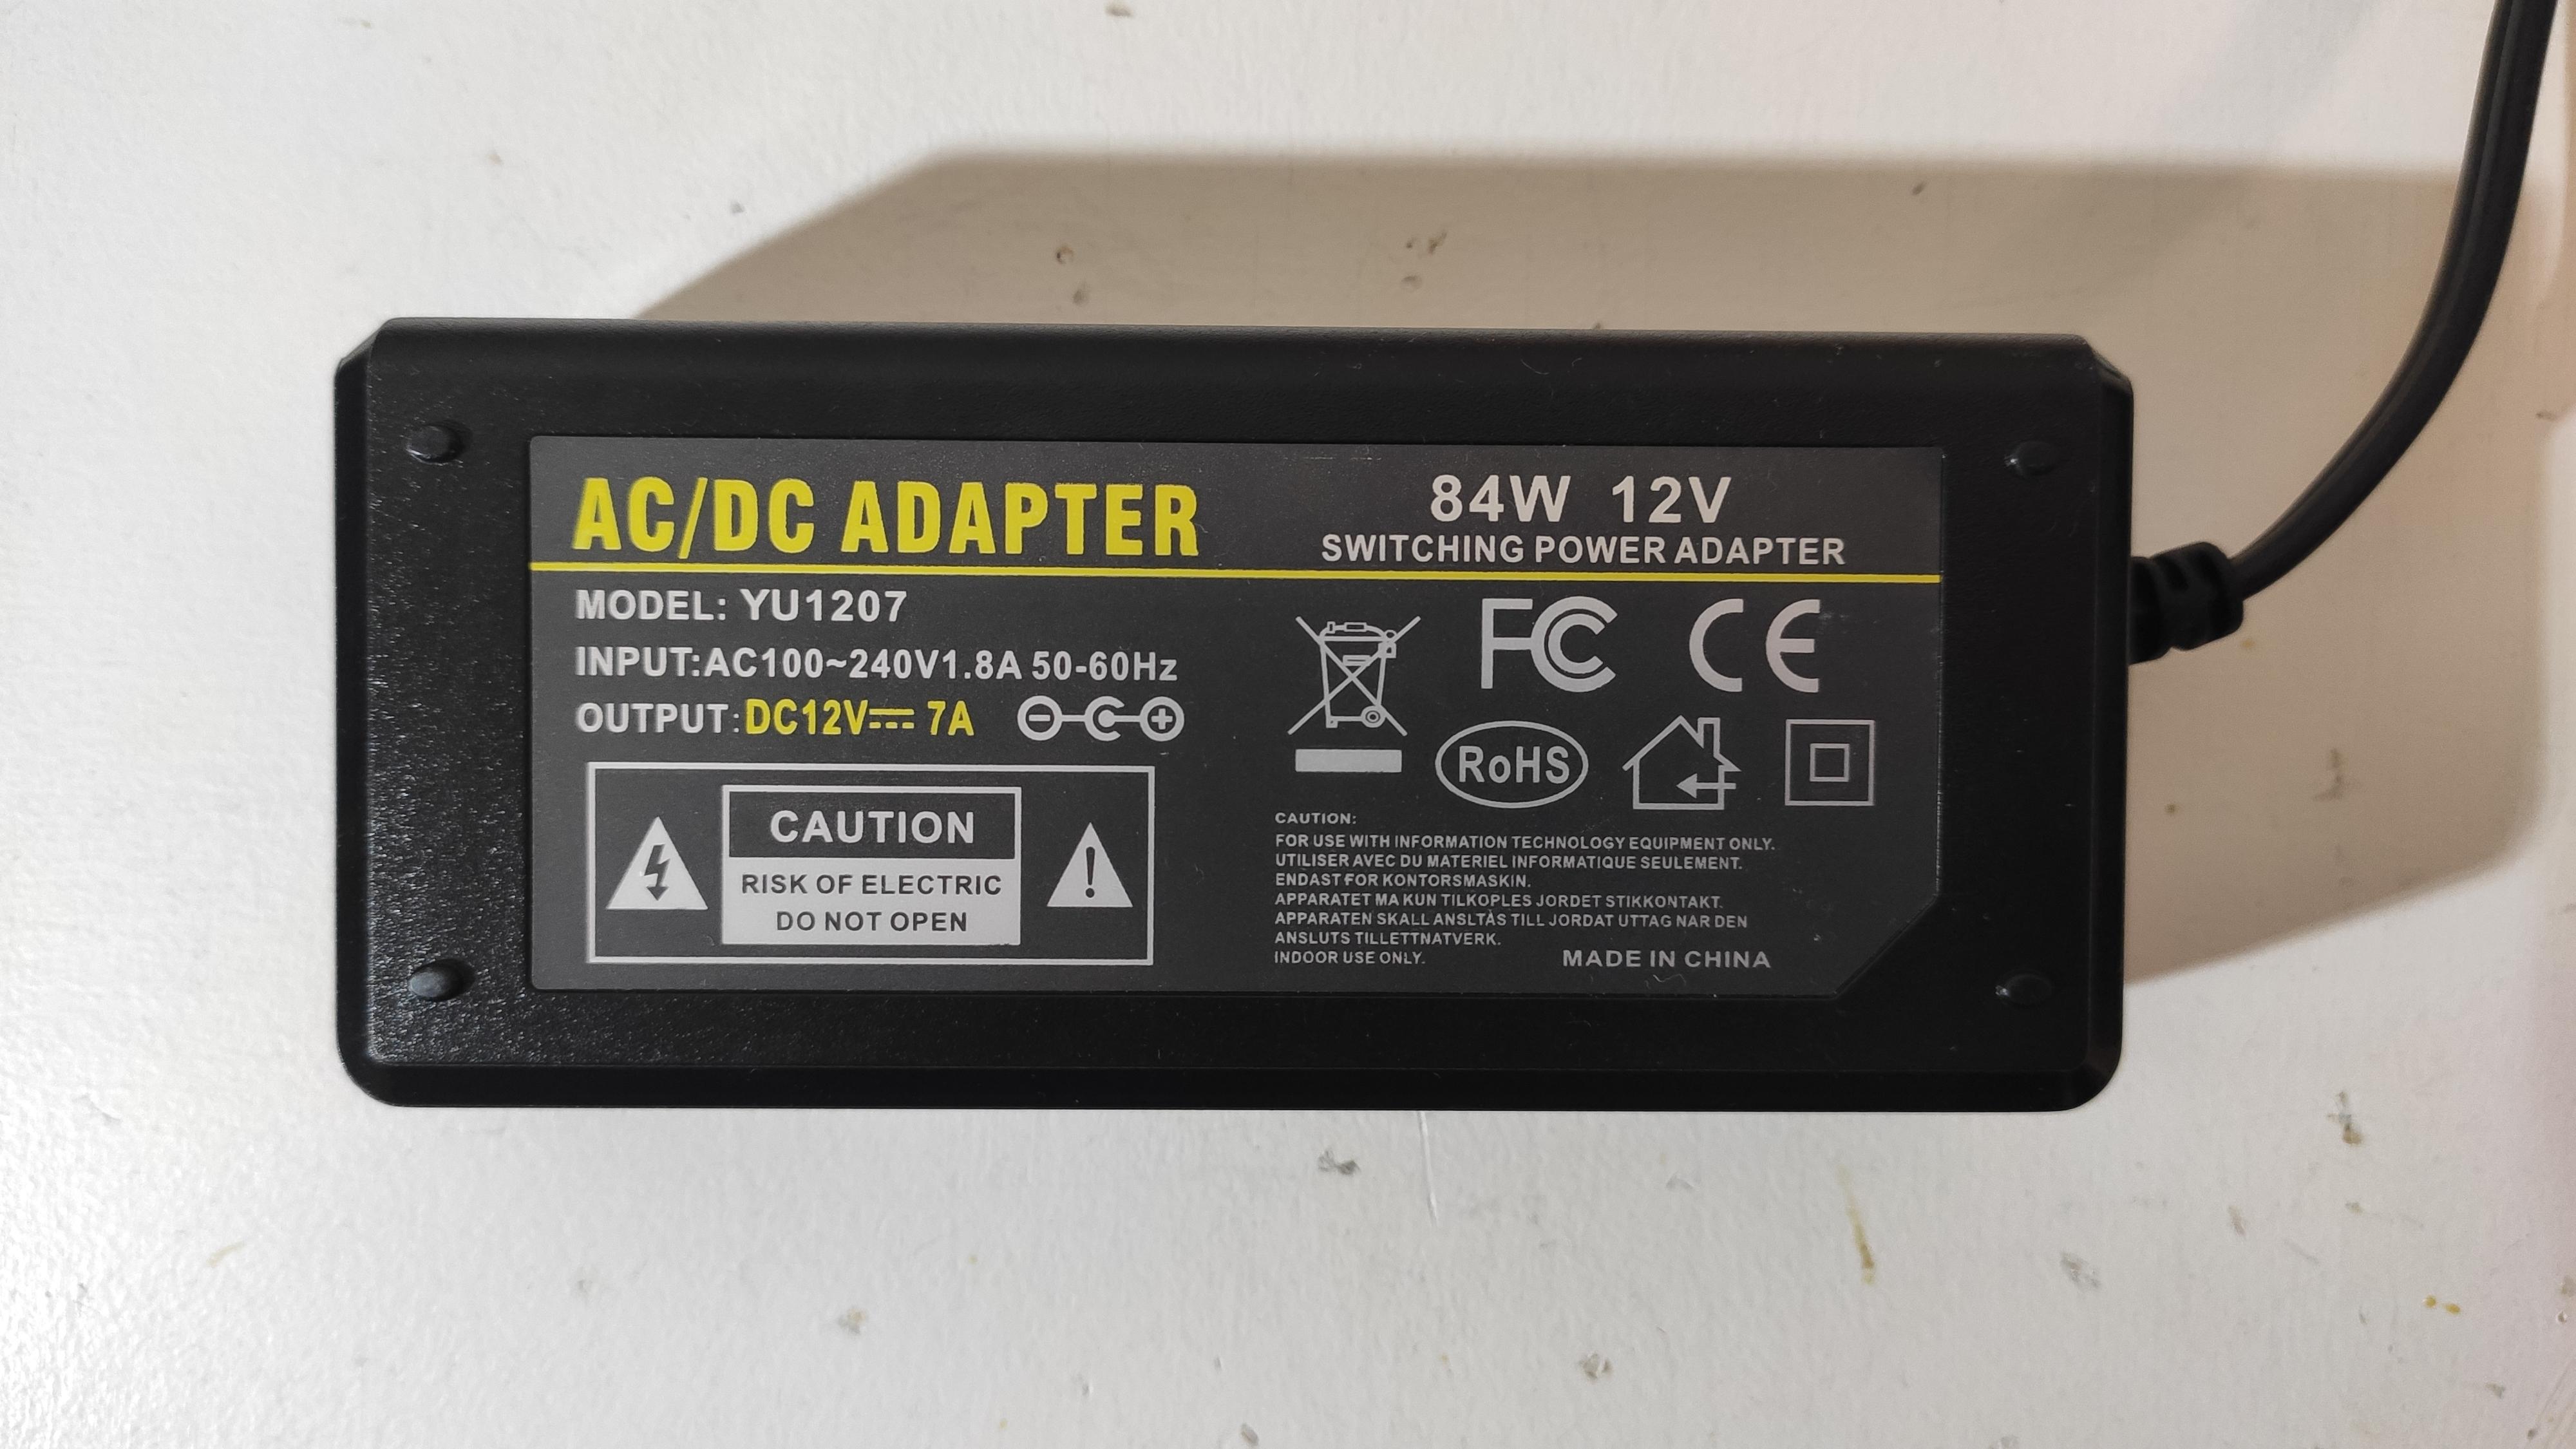 AC/DC ADAPTER
84W 12V
SWITCHING POWER ADAPTER
MODEL: YU1207
INPUT:AC100~240V1.8A 50-60Hz
OUTPUT:DC12V⎓ 7A
CAUTION
RISK OF ELECTRIC
DO NOT OPEN
FC CE
RoHS
CAUTION:
FOR USE WITH INFORMATION TECHNOLOGY EQUIPMENT ONLY.
UTILISER AVEC DU MATERIEL INFORMATIQUE SEULEMENT.
ENDAST FOR KONTORSMASKIN.
APPARATET MA KUN TILKOPLES JORDET STIKKONTAKT.
APPARATEN SKALL ANSLTÀS TILL JORDAT UTTAG NAR DEN
ANSLUTS TILLETTNATVERK.
INDOOR USE ONLY.
MADE IN CHINA